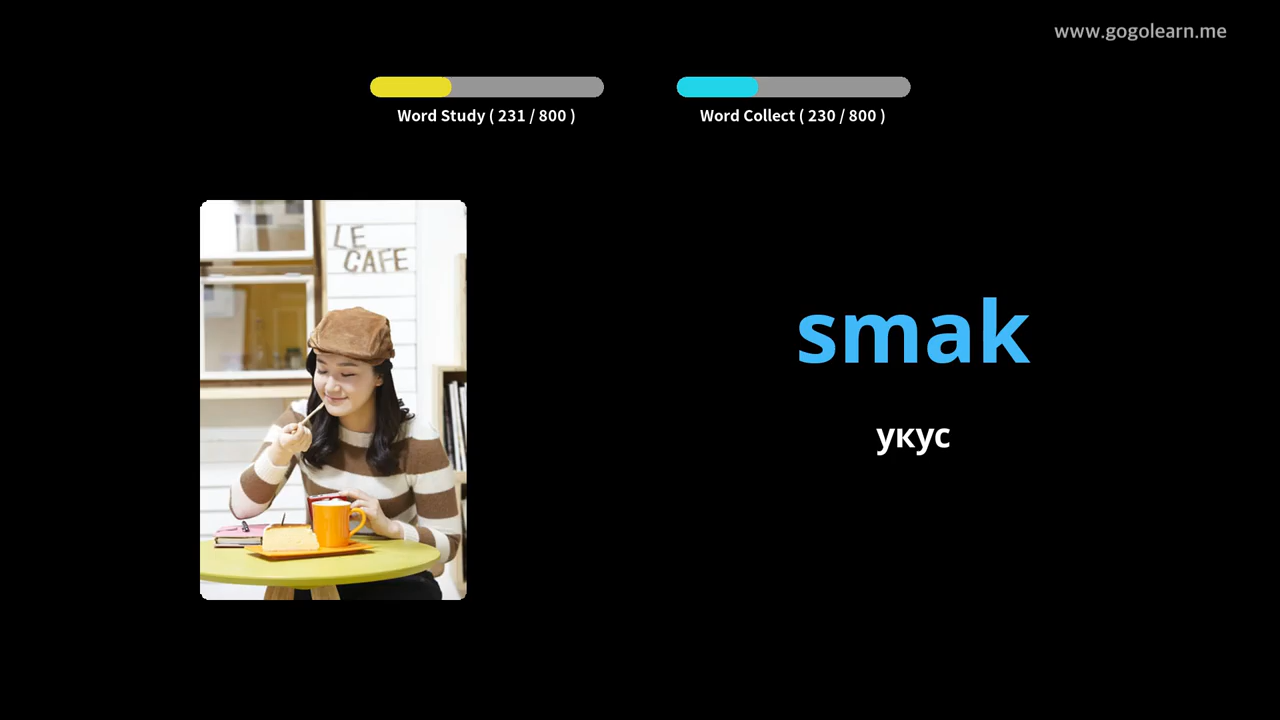 www.gogolearn.me
Word Study ( 231 / 800 )
Word Collect ( 230 / 800 )
LE
CAFE
smak
укус